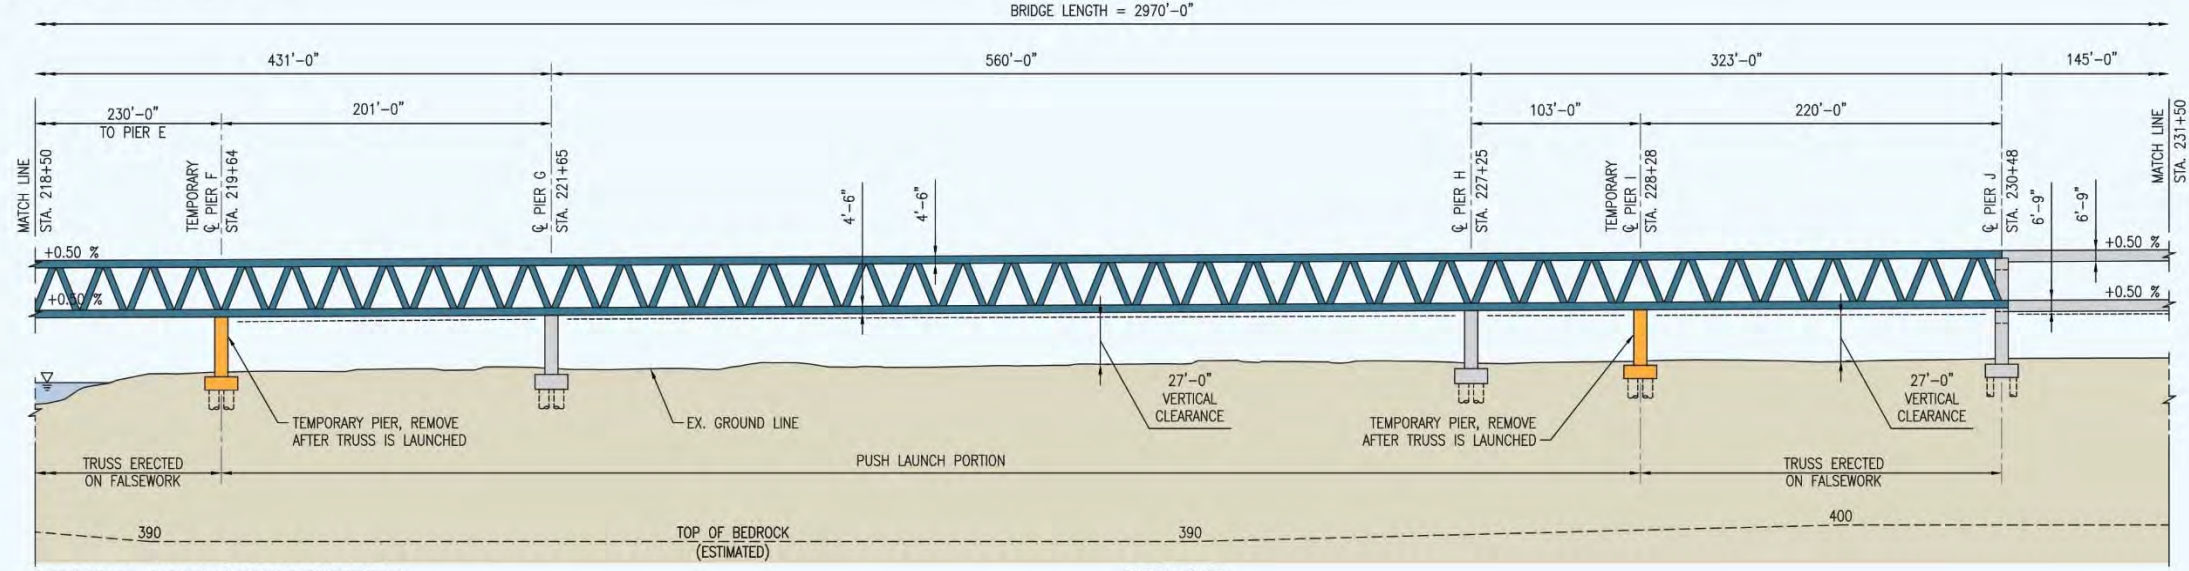 BRIDGE LENGTH = 2970'-0"
431'-0"
560'-0"
323'-0"
145'-0"
230'-0"
TO PIER E
201'-0"
103'-0"
220'-0"
MATCH LINE
STA. 218+50
TEMPORARY
℄ PIER F
STA. 219+64
℄ PIER G
STA. 221+65
4'-6"
4'-6"
℄ PIER H
STA. 227+25
TEMPORARY
℄ PIER I
STA. 228+28
℄ PIER J
STA. 230+48
6'-9"
6'-9"
MATCH LINE
STA. 231+50
+0.50 %
+0.50 %
+0.50 %
+0.50 %
27'-0"
VERTICAL
CLEARANCE
27'-0"
VERTICAL
CLEARANCE
TEMPORARY PIER, REMOVE
AFTER TRUSS IS LAUNCHED
EX. GROUND LINE
TEMPORARY PIER, REMOVE
AFTER TRUSS IS LAUNCHED
TRUSS ERECTED
ON FALSEWORK
PUSH LAUNCH PORTION
TRUSS ERECTED
ON FALSEWORK
390
TOP OF BEDROCK
(ESTIMATED)
390
400